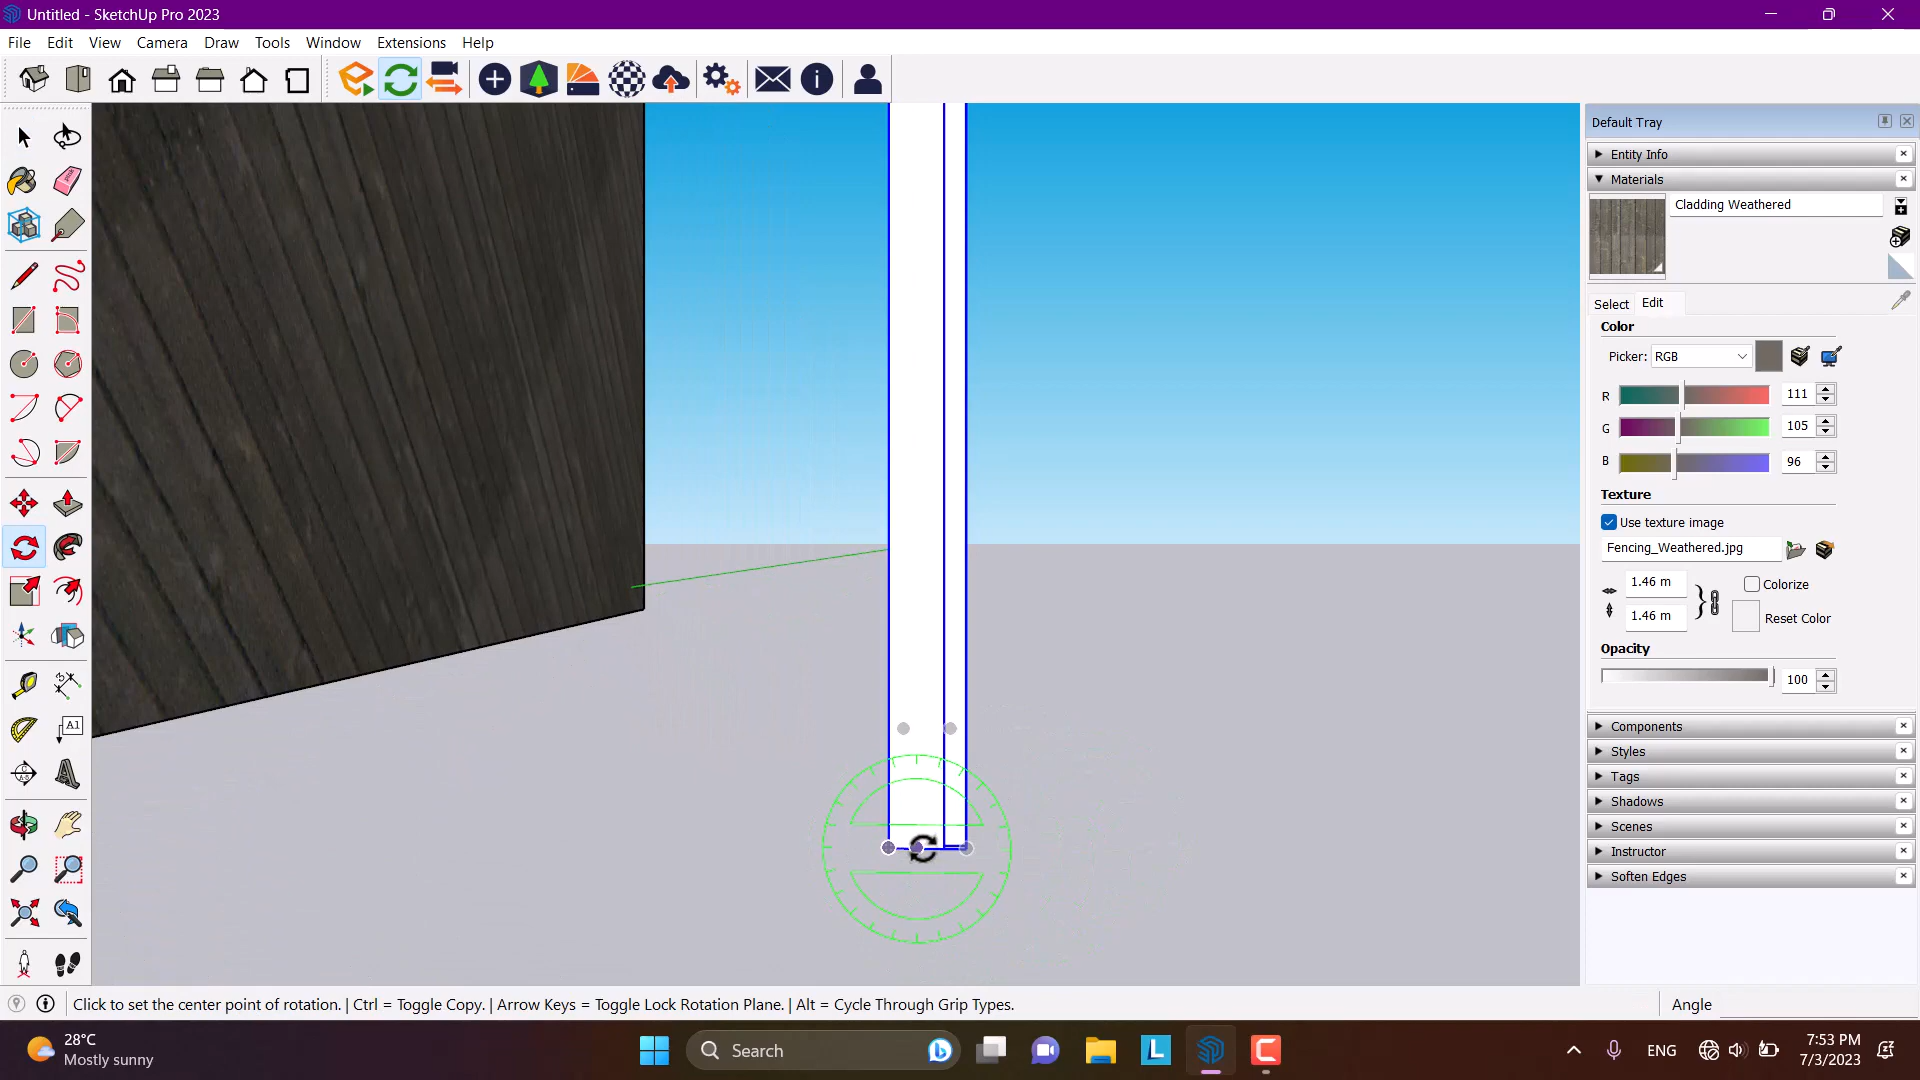 Untitled - SketchUp Pro 2023
File Edit View Camera Draw Tools Window Extensions Help
Default Tray
Entity Info
Materials
Cladding Weathered
Select Edit
Color
Picker: RGB
R 111
G 105
B 96
Texture
Use texture image
Fencing_Weathered.jpg
1.46 m Colorize
1.46 m Reset Color
Opacity
100
Components
Styles
Tags
Shadows
Scenes
Instructor
Soften Edges
A1
Click to set the center point of rotation. | Ctrl = Toggle Copy. | Arrow Keys = Toggle Lock Rotation Plane. | Alt = Cycle Through Grip Types.
Angle
28°C
Mostly sunny
Search
L
C
ENG
7:53 PM
7/3/2023